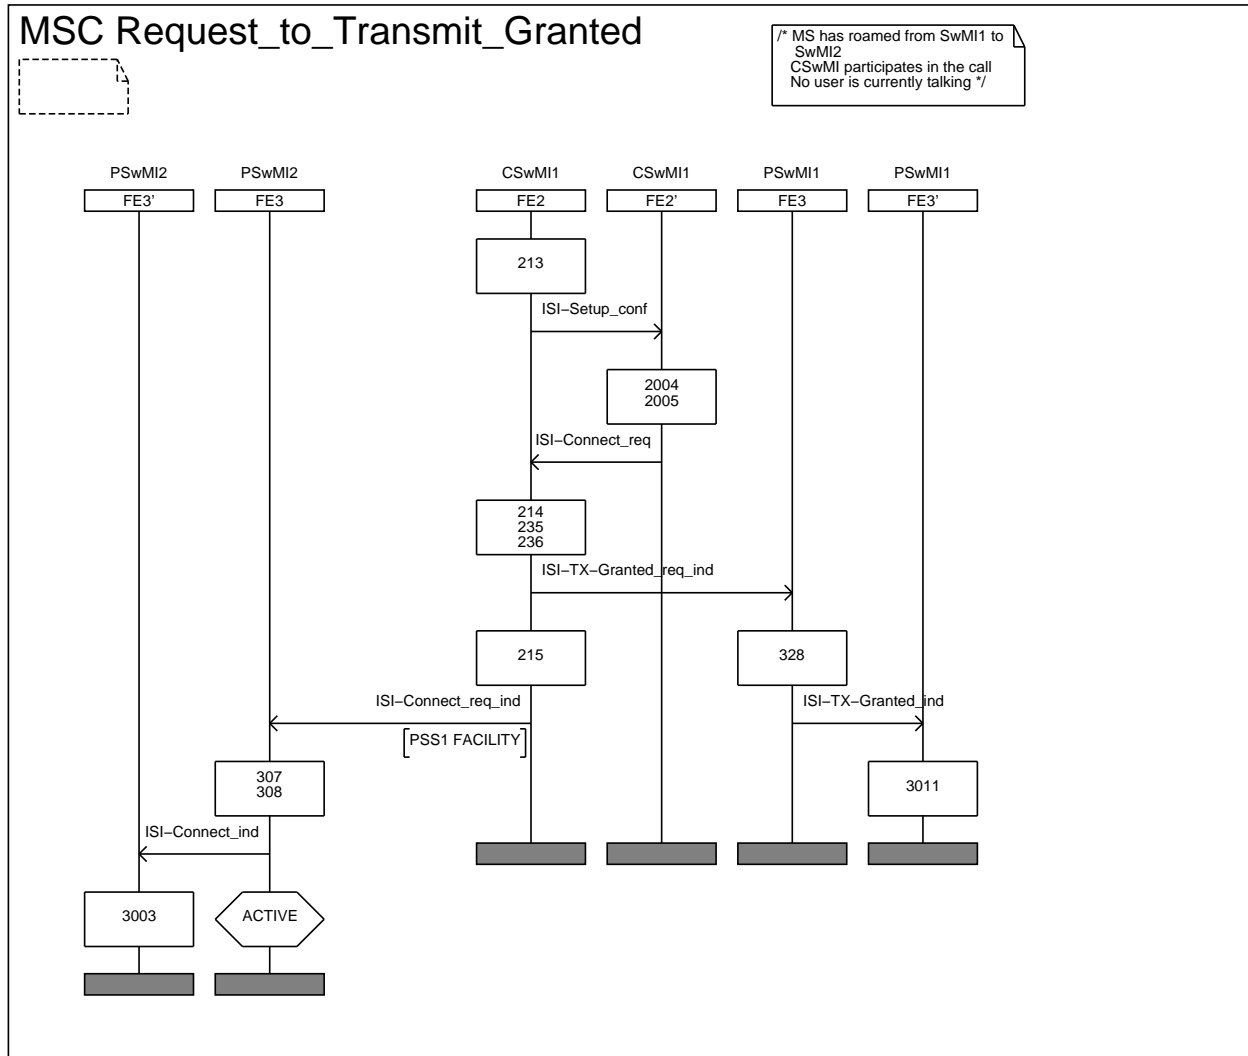 MSC Request_to_Transmit_Granted
/* MS has roamed from SwMI1 to
SwMI2
CSwMI participates in the call
No user is currently talking */
PSwMI2 PSwMI2 CSwMI1 CSwMI1 PSwMI1 PSwMI1
FE3' FE3 FE2 FE2' FE3 FE3'
213
ISI–Setup_conf
2004
2005
ISI–Connect_req
214
235
236
ISI–TX–Granted_req_ind
215 328
ISI–Connect_req_ind ISI–TX–Granted_ind
PSS1 FACILITY
307
308
3011
ISI–Connect_ind
3003 ACTIVE